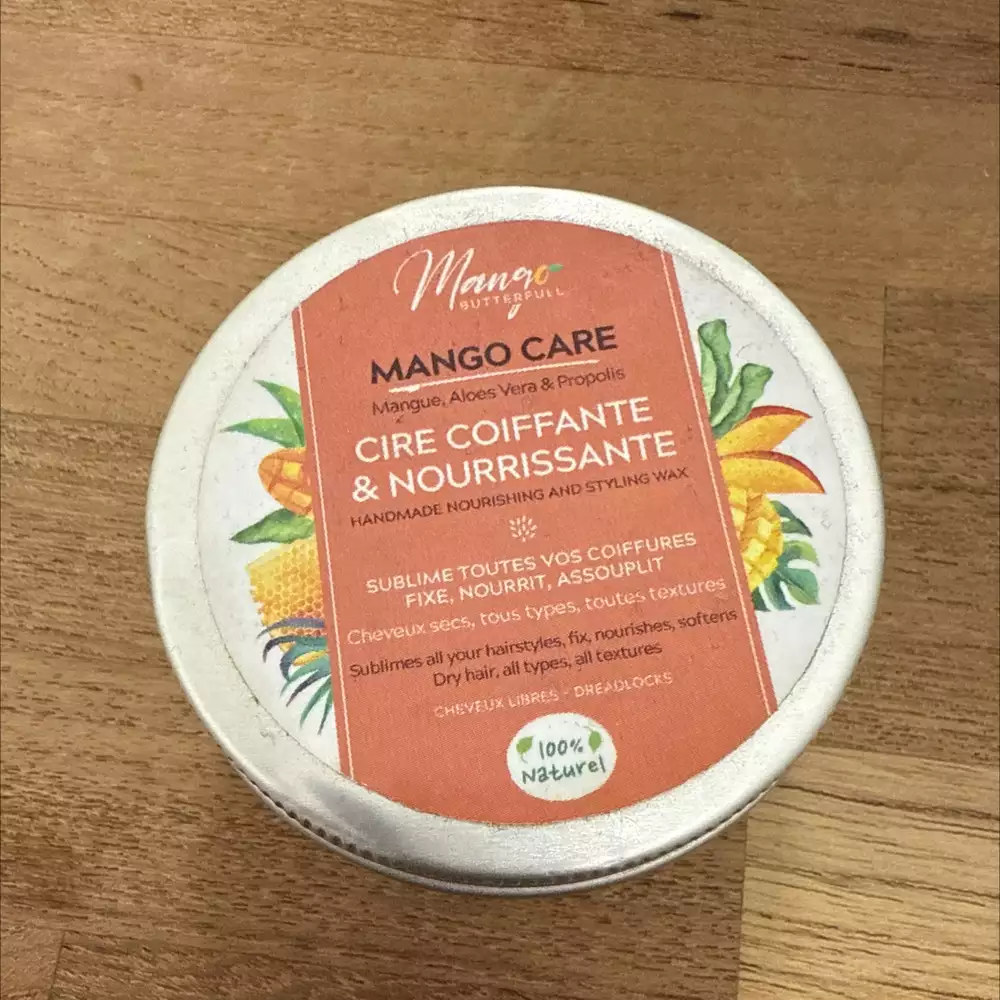 Mango
BUTTERFULL
MANGO CARE
Mangue, Aloes Vera & Propolis
CIRE COIFFANTE
& NOURRISSANTE
HANDMADE NOURISHING AND STYLING WAX
SUBLIME TOUTES VOS COIFFURES
FIXE, NOURRIT, ASSOUPLIT
Cheveux secs, tous types, toutes textures
Sublimes all your hairstyles, fix, nourishes, softens
Dry hair, all types, all textures
CHEVEUX LIBRES - DREADLOCKS
100%
Naturel